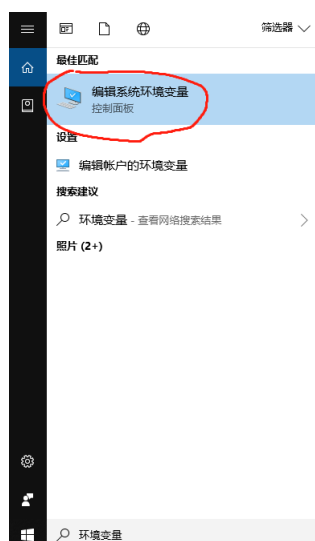 筛选器
最佳匹配
编辑系统环境变量
控制面板
设置
编辑帐户的环境变量
搜索建议
环境变量 - 查看网络搜索结果
照片 (2+)
环境变量